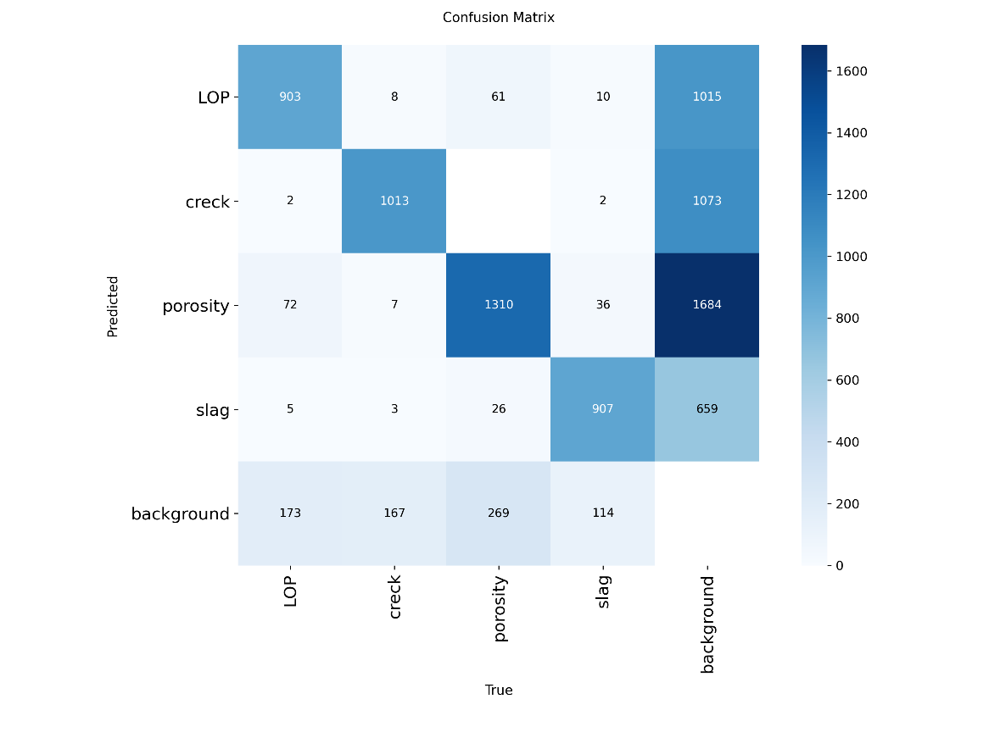 Confusion Matrix
LOP 903 8 61 10 1015
creck 2 1013 2 1073
porosity 72 7 1310 36 1684
slag 5 3 26 907 659
background 173 167 269 114
LOP creck porosity slag background
Predicted
True
1600
1400
1200
1000
800
600
400
200
0